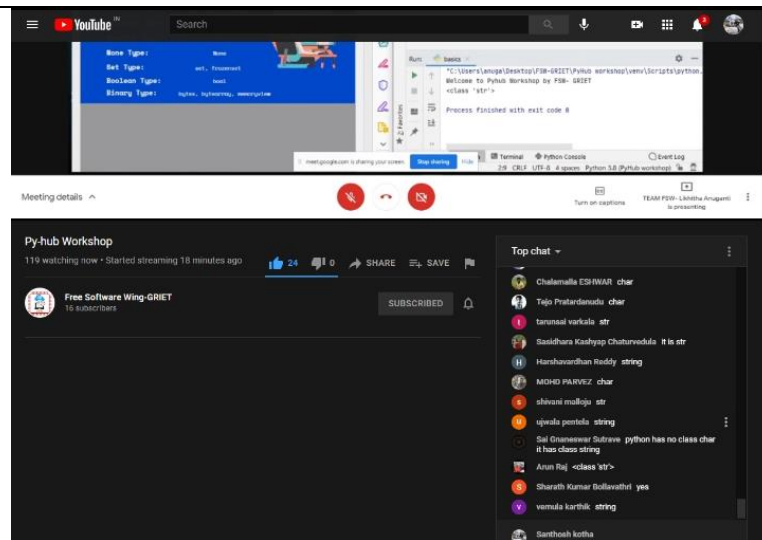 YouTube IN
Search
None Type: None
Set Type: set, frozenset
Boolean Type: bool
Binary Type: bytes, bytearray, memoryview
Run: basics
"C:\Users\anuga\Desktop\FSW-GRIET\PyHub workshop\venv\Scripts\python.
Welcome to Pyhub Workshop by FSW- GRIET
<class 'str'>
Process finished with exit code 0
2: Favorites
meet.google.com is sharing your screen. Stop sharing Hide
Terminal Python Console Event Log
2:9 CRLF UTF-8 4 spaces Python 3.8 (PyHub workshop)
Meeting details
Turn on captions
TEAM FSW- Likhitha Anuganti
is presenting
Py-hub Workshop
119 watching now • Started streaming 18 minutes ago
24 0 SHARE SAVE
Free Software Wing-GRIET
16 subscribers
SUBSCRIBED
Top chat
Chalamalla ESHWAR char
Tejo Pratardanudu char
tarunsai varkala str
Sasidhara Kashyap Chaturvedula it is str
Harshavardhan Reddy string
MOHD PARVEZ char
shivani malloju str
ujwala pentela string
Sai Gnaneswar Sutrave python has no class char
it has class string
Arun Raj <class 'str'>
Sharath Kumar Bollavathri yes
vemula karthik string
Santhosh kotha